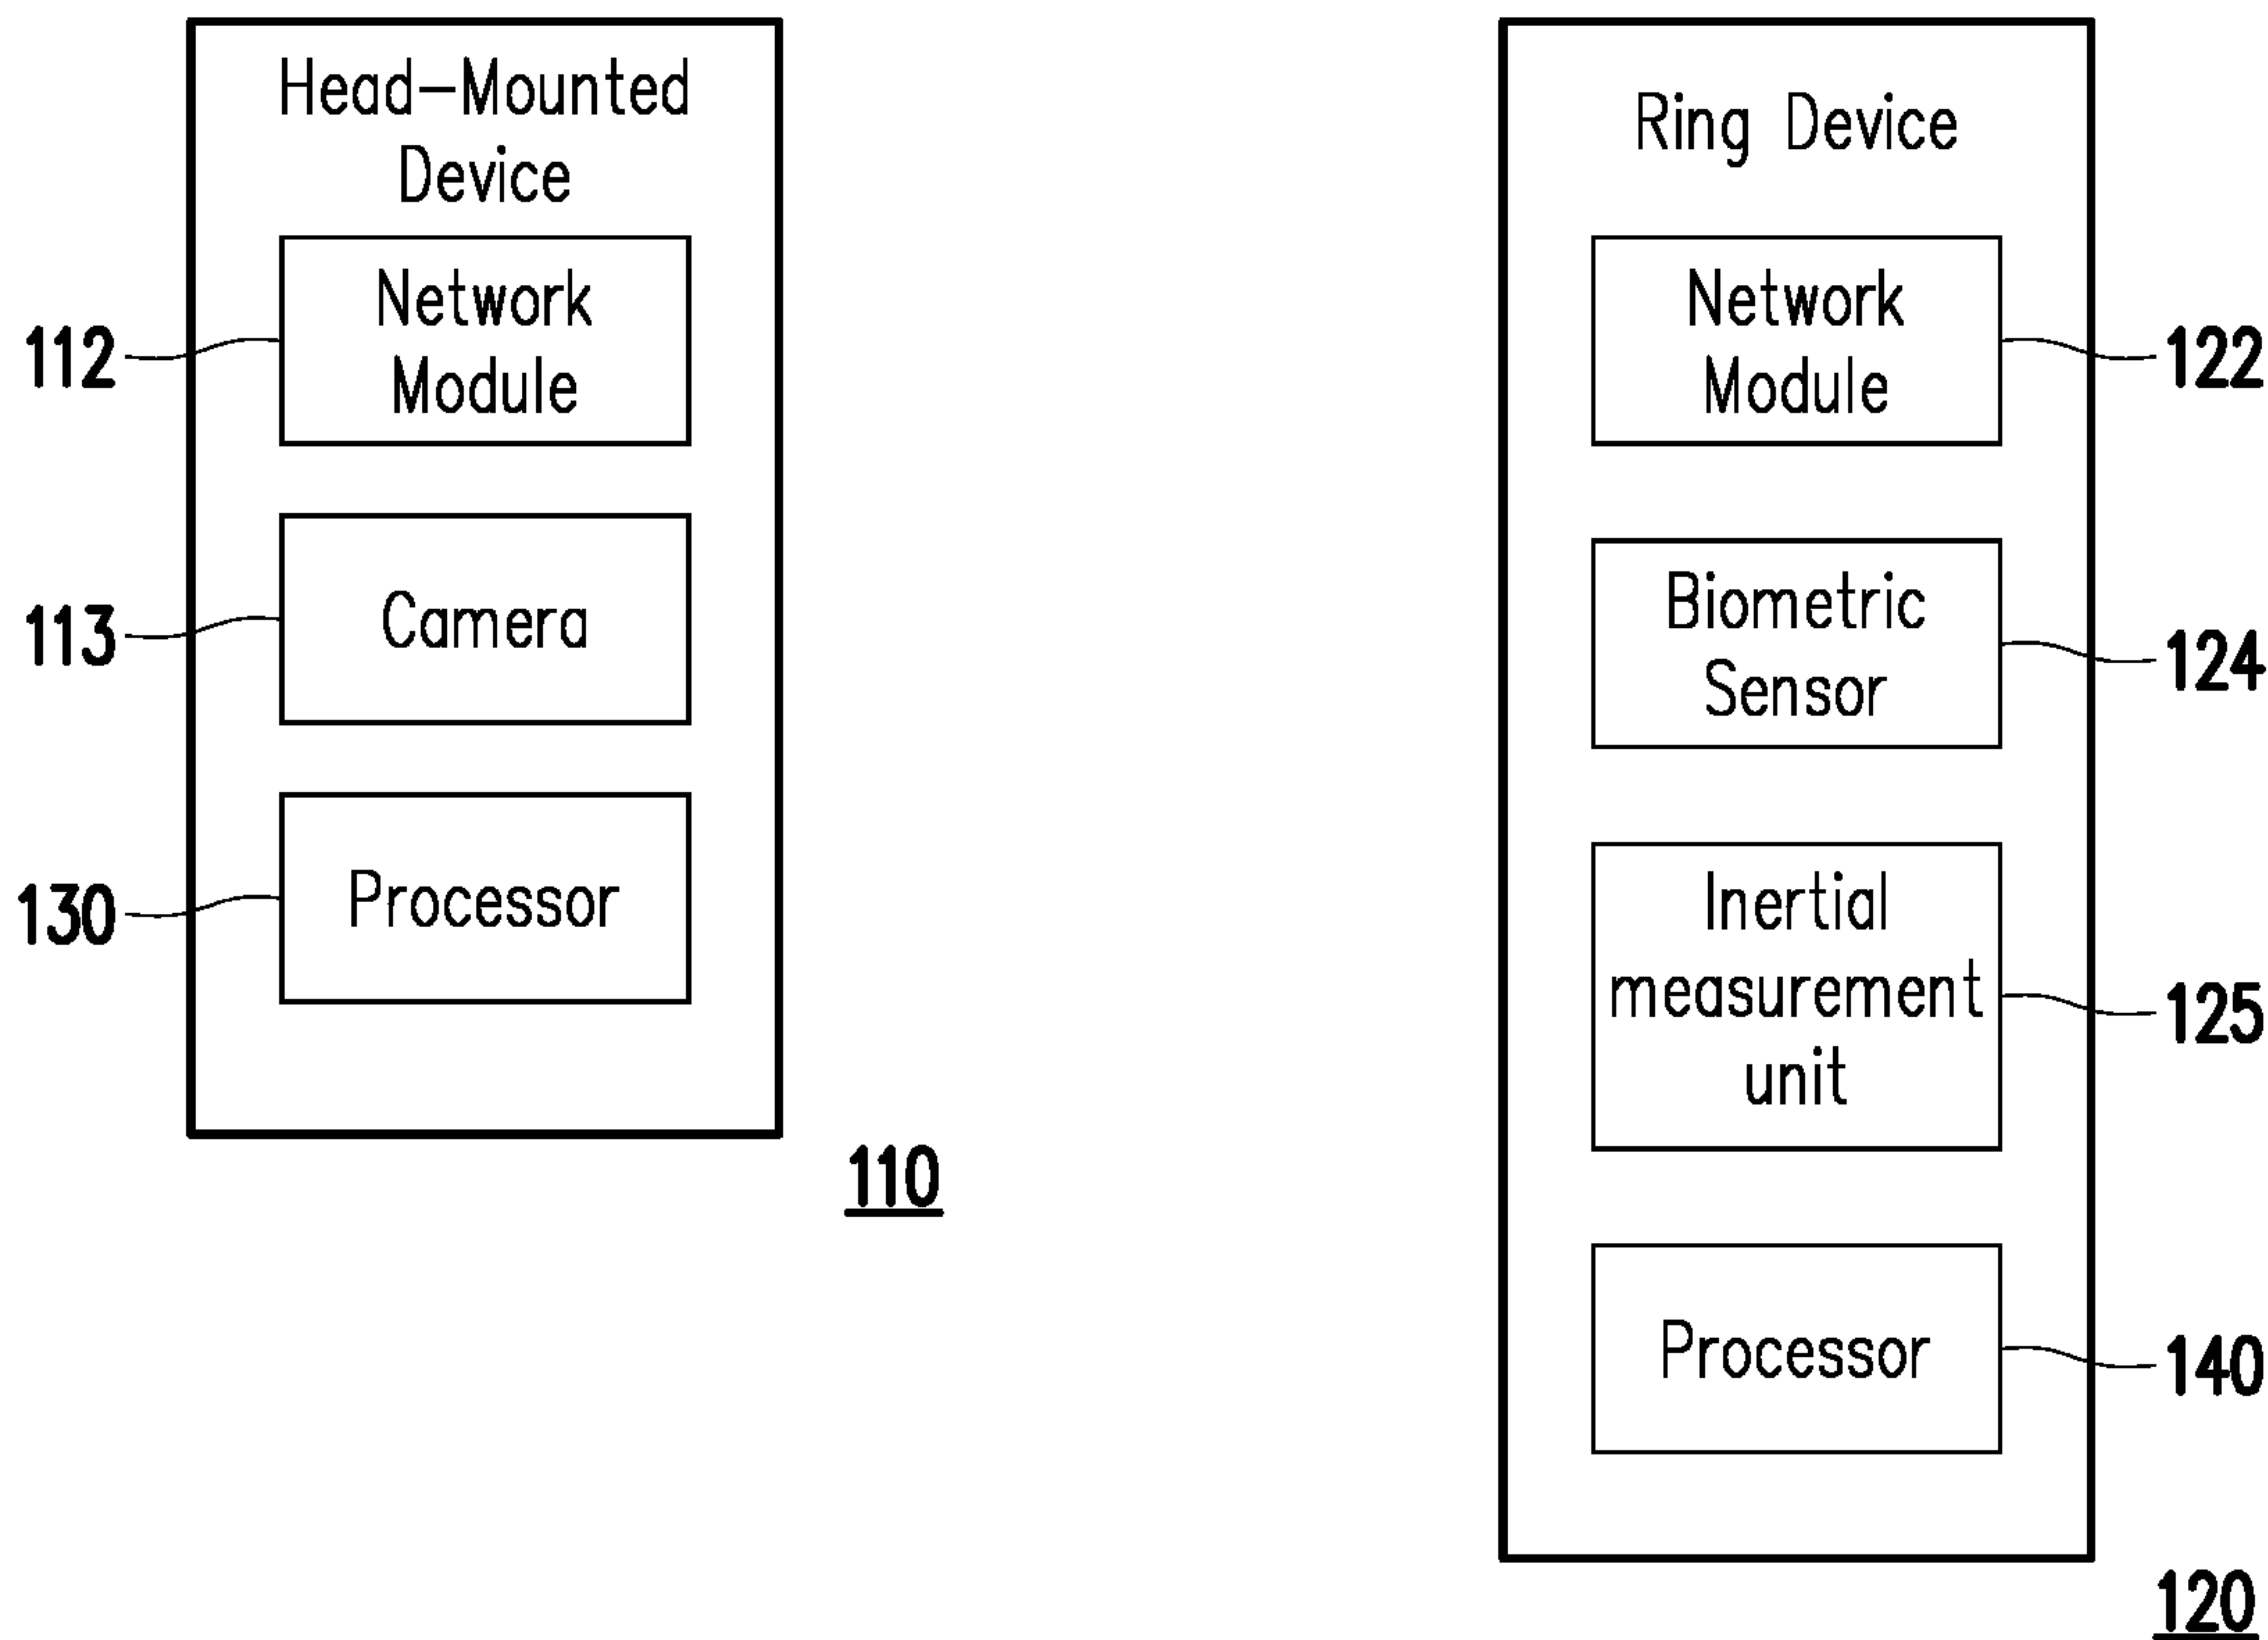 Head-Mounted
Device
Network
Module
112
Camera
113
Processor
130
110
Ring Device
Network
Module
122
Biometric
Sensor
124
Inertial
measurement
unit
125
Processor
140
120